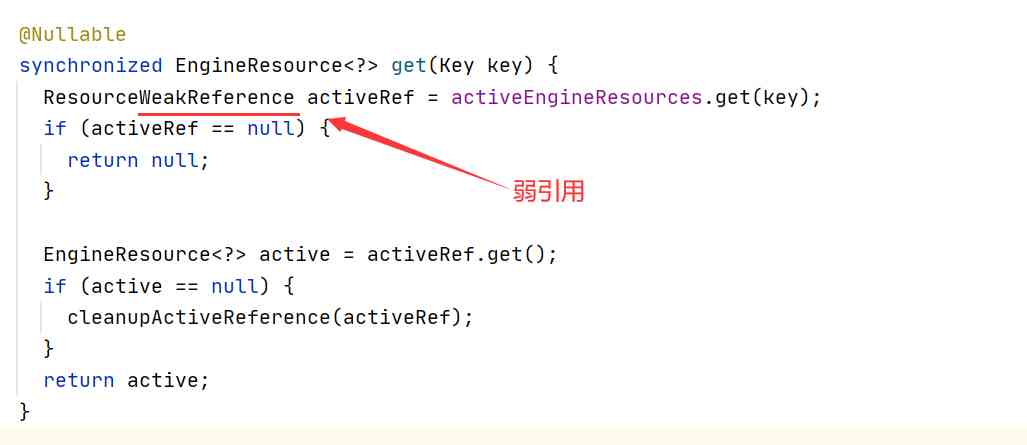 @Nullable
synchronized EngineResource<?> get(Key key) {
  ResourceWeakReference activeRef = activeEngineResources.get(key);
  if (activeRef == null) {
    return null;
  }
弱引用
  EngineResource<?> active = activeRef.get();
  if (active == null) {
    cleanupActiveReference(activeRef);
  }
  return active;
}